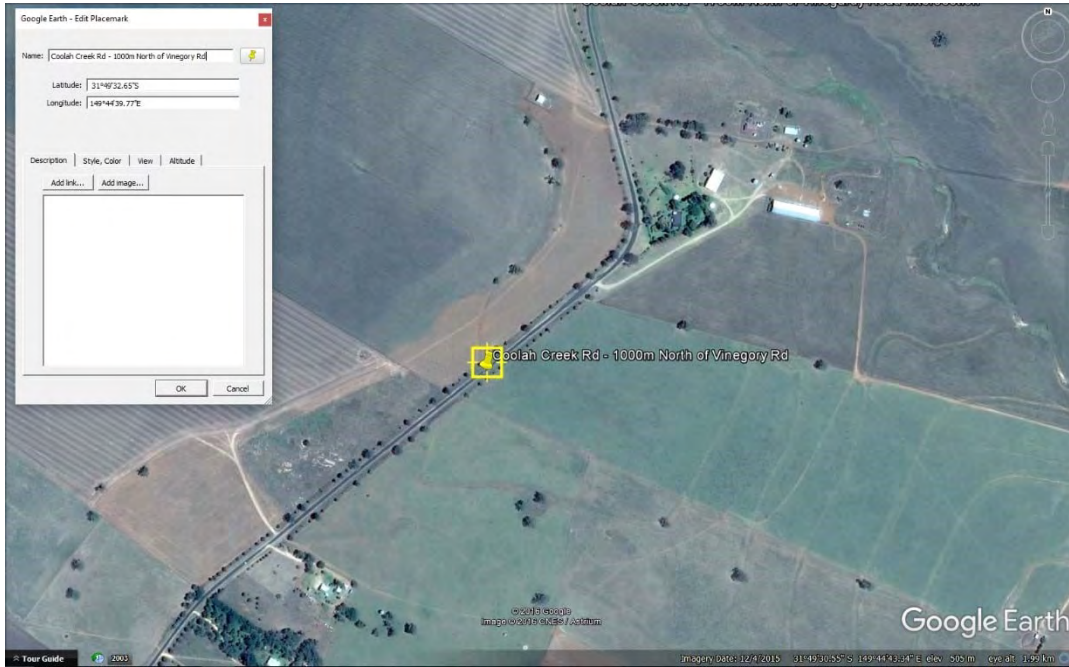 Google Earth - Edit Placemark
x
Name: Coolah Creek Rd - 1000m North of Vinegory Rd
Latitude: 31°49'32.65"S
Longitude: 149°44'39.77"E
Description
Style, Color
View
Altitude
Add link...
Add image...
OK
Cancel
N
Coolah Creek Rd - 1000m North of Vinegory Rd
© 2016 Google
Image © 2016 CNES / Astrium
Google Earth
Tour Guide
2003
Imagery Date: 12/4/2015 31°49'30.55" S 149°44'43.34" E elev 505 m eye alt 1.99 km